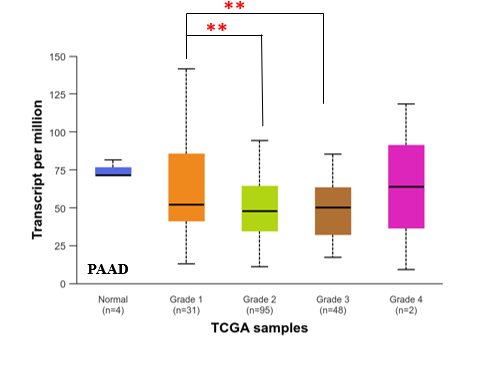 **
**
150
125
100
75
50
25
0
Transcript per million
PAAD
Normal
(n=4)
Grade 1
(n=31)
Grade 2
(n=95)
Grade 3
(n=48)
Grade 4
(n=2)
TCGA samples